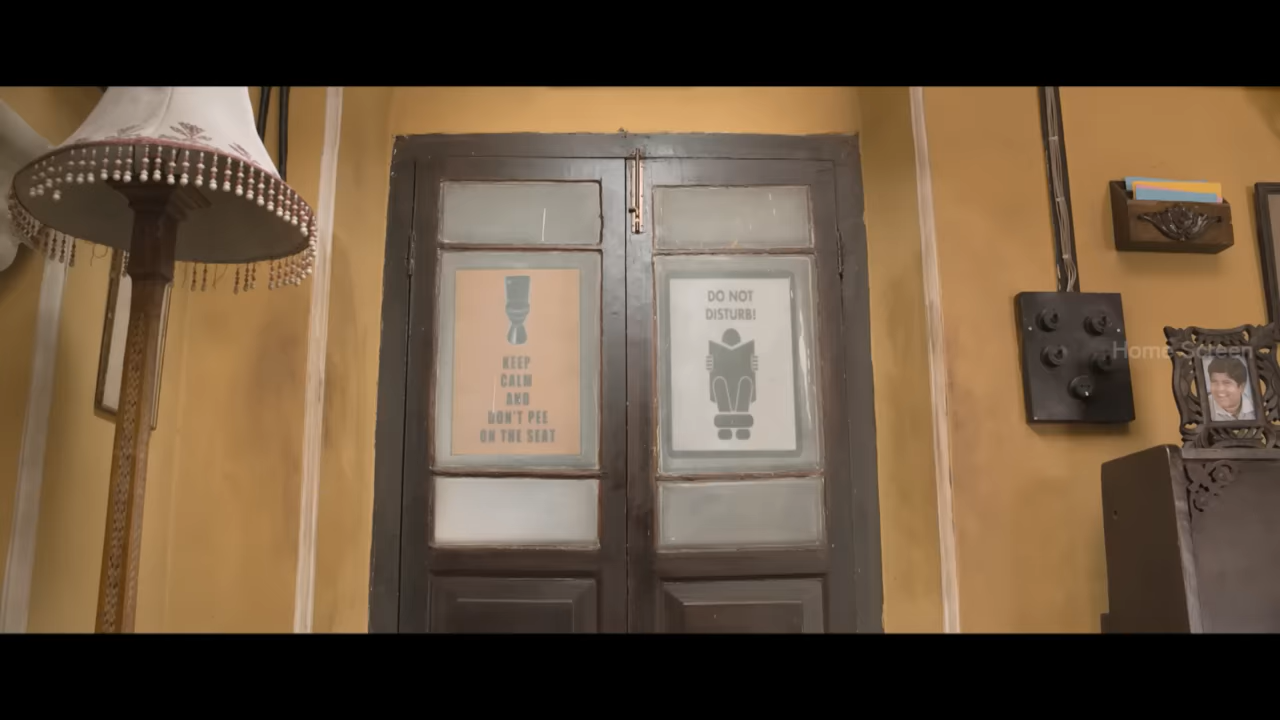 KEEP
CALM
AND
DON'T PEE
ON THE SEAT
DO NOT
DISTURB!
Home Screen